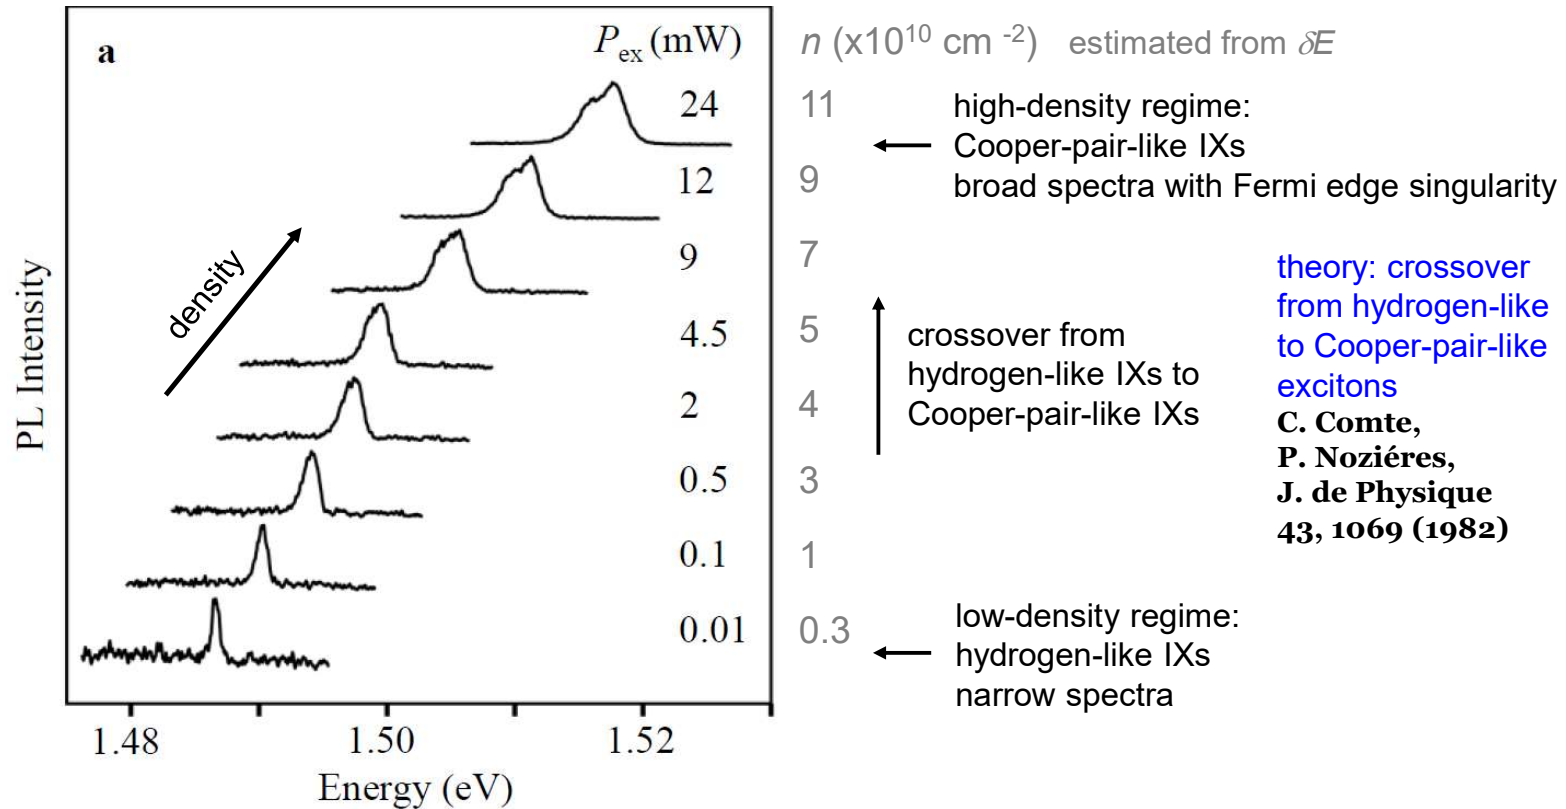 a
P_ex (mW)
n (x10^10 cm ^-2) estimated from δE
24
11
12
9
9
7
4.5
5
2
4
0.5
3
0.1
1
0.01
0.3
high-density regime:
Cooper-pair-like IXs
broad spectra with Fermi edge singularity
density
crossover from
hydrogen-like IXs to
Cooper-pair-like IXs
theory: crossover
from hydrogen-like
to Cooper-pair-like
excitons
C. Comte,
P. Noziéres,
J. de Physique
43, 1069 (1982)
low-density regime:
hydrogen-like IXs
narrow spectra
PL Intensity
1.48
1.50
1.52
Energy (eV)